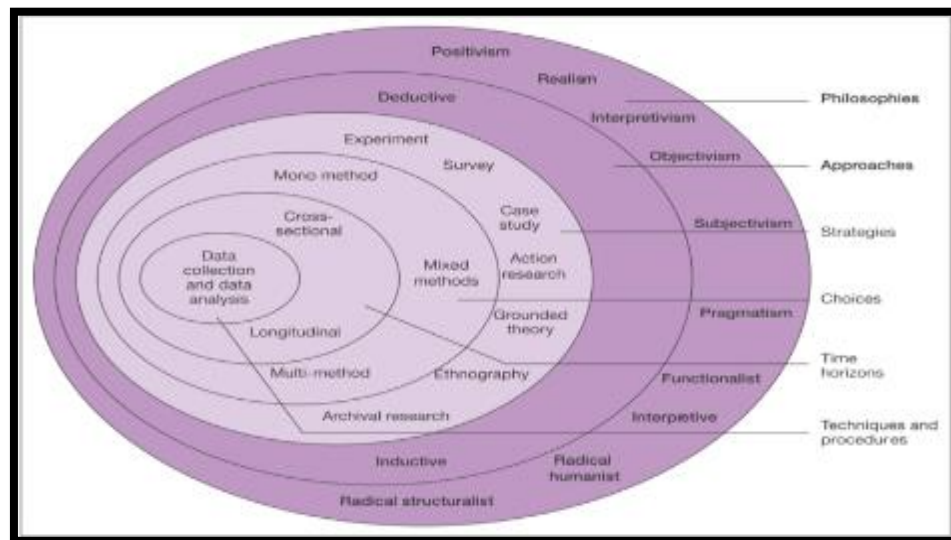 Positivism
Realism
Philosophies
Deductive
Interpretivism
Experiment
Objectivism
Survey
Approaches
Mono method
Case
study
Cross-
sectional
Subjectivism
Strategies
Data
collection
and data
analysis
Mixed
methods
Action
research
Choices
Pragmatism
Grounded
theory
Longitudinal
Time
horizons
Multi-method
Ethnography
Functionalist
Archival research
Interpretive
Techniques and
procedures
Inductive
Radical
humanist
Radical structuralist